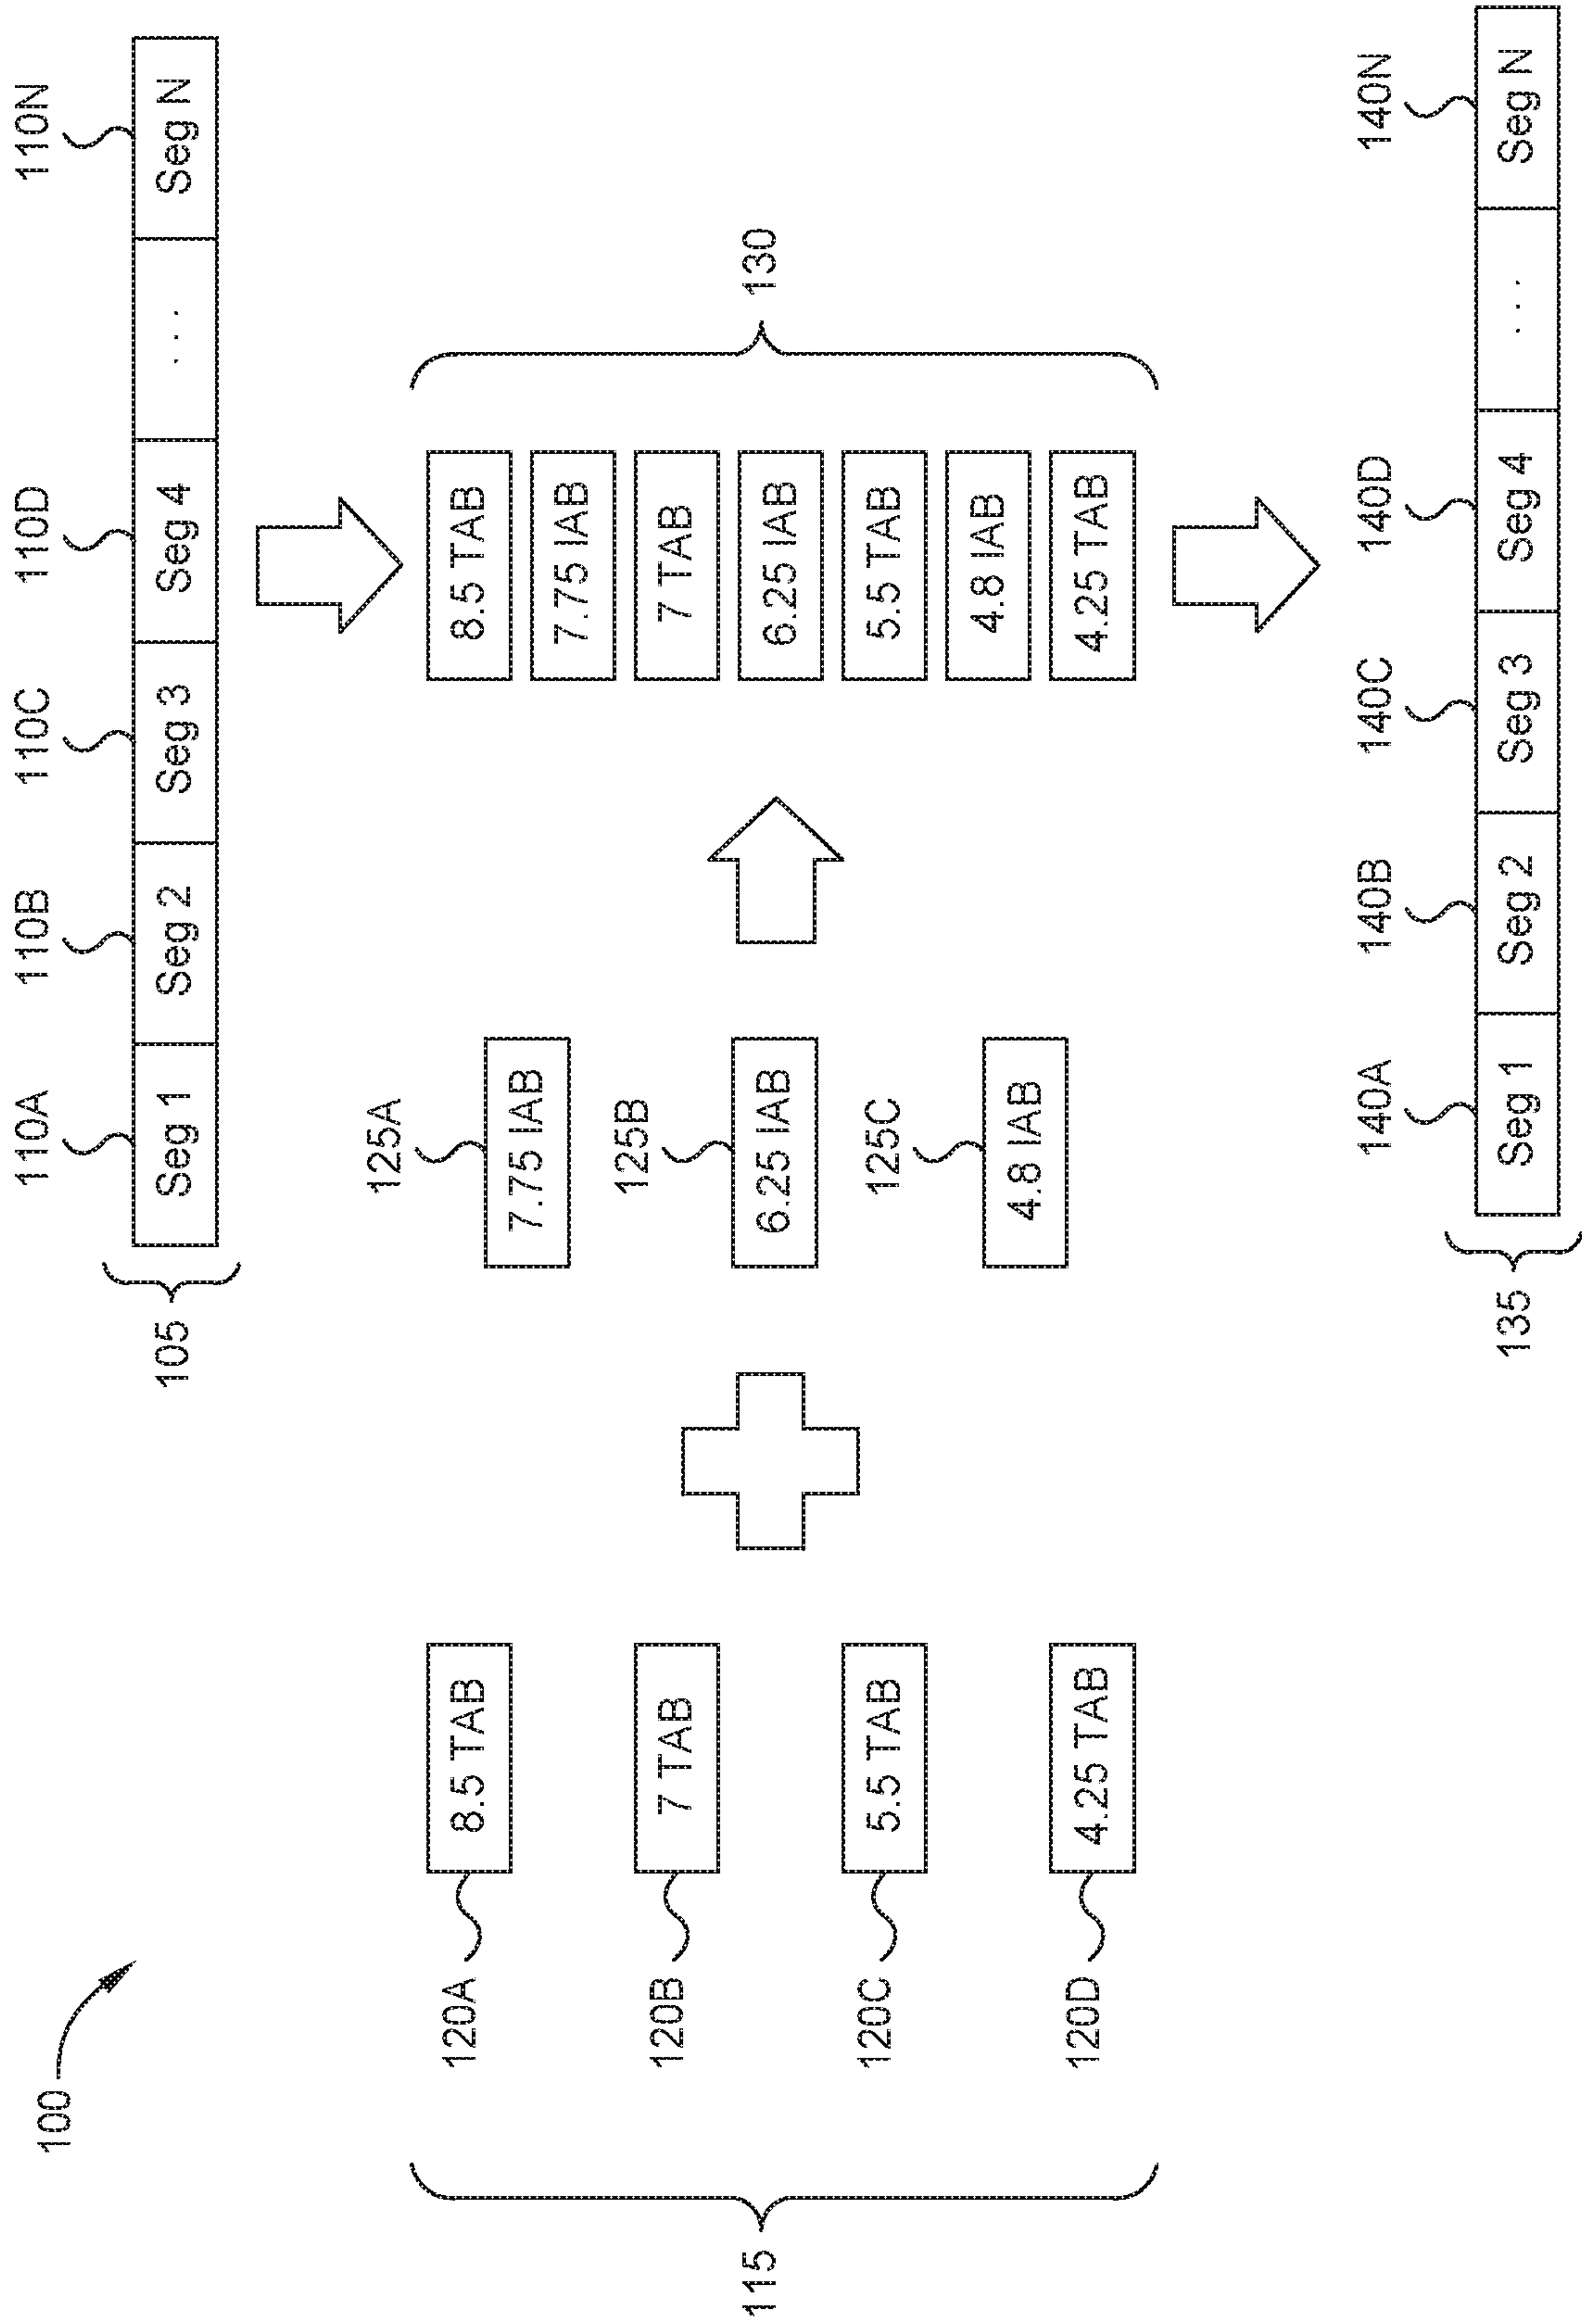 100
110A 110B 110C 110D 110N
105 Seg 1 Seg 2 Seg 3 Seg 4 . . . Seg N
115
120A 8.5 TAB
120B 7 TAB
120C 5.5 TAB
120D 4.25 TAB
125A
7.75 IAB
125B
6.25 IAB
125C
4.8 IAB
8.5 TAB
7.75 IAB
7 TAB
6.25 IAB
5.5 TAB
4.8 IAB
4.25 TAB
130
140A 140B 140C 140D 140N
135 Seg 1 Seg 2 Seg 3 Seg 4 . . . Seg N